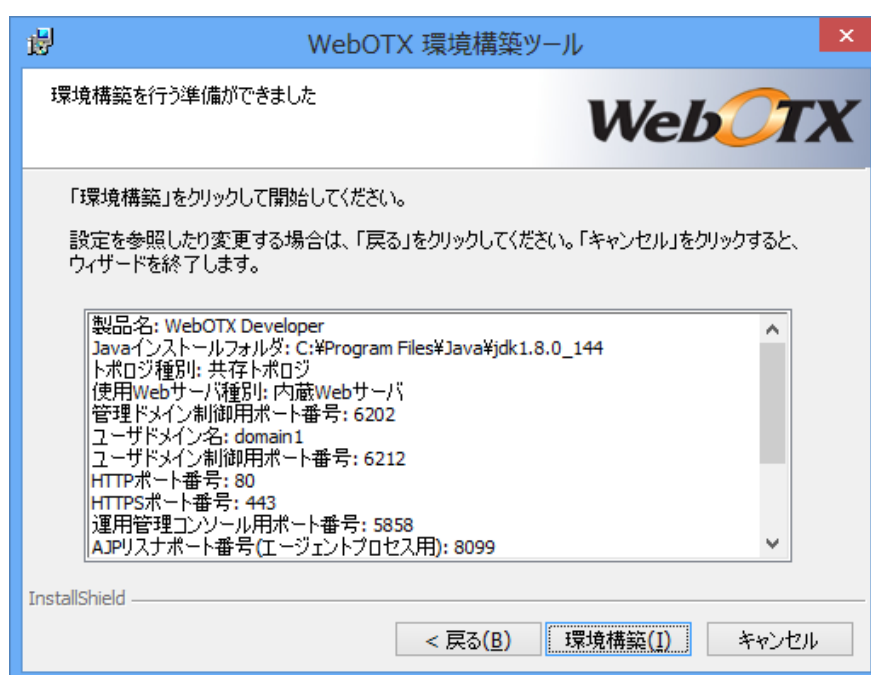 WebOTX 環境構築ツール
環境構築を行う準備ができました
WebOTX
「環境構築」をクリックして開始してください。
設定を参照したり変更する場合は、「戻る」をクリックしてください。「キャンセル」をクリックすると、
ウィザードを終了します。
製品名: WebOTX Developer
Javaインストールフォルダ: C:¥Program Files¥Java¥jdk1.8.0_144
トポロジ種別: 共存トポロジ
使用Webサーバ種別: 内蔵Webサーバ
管理ドメイン制御用ポート番号: 6202
ユーザドメイン名: domain1
ユーザドメイン制御用ポート番号: 6212
HTTPポート番号: 80
HTTPSポート番号: 443
運用管理コンソール用ポート番号: 5858
AJPリスナポート番号(エージェントプロセス用): 8099
InstallShield
< 戻る(B)
環境構築(I)
キャンセル